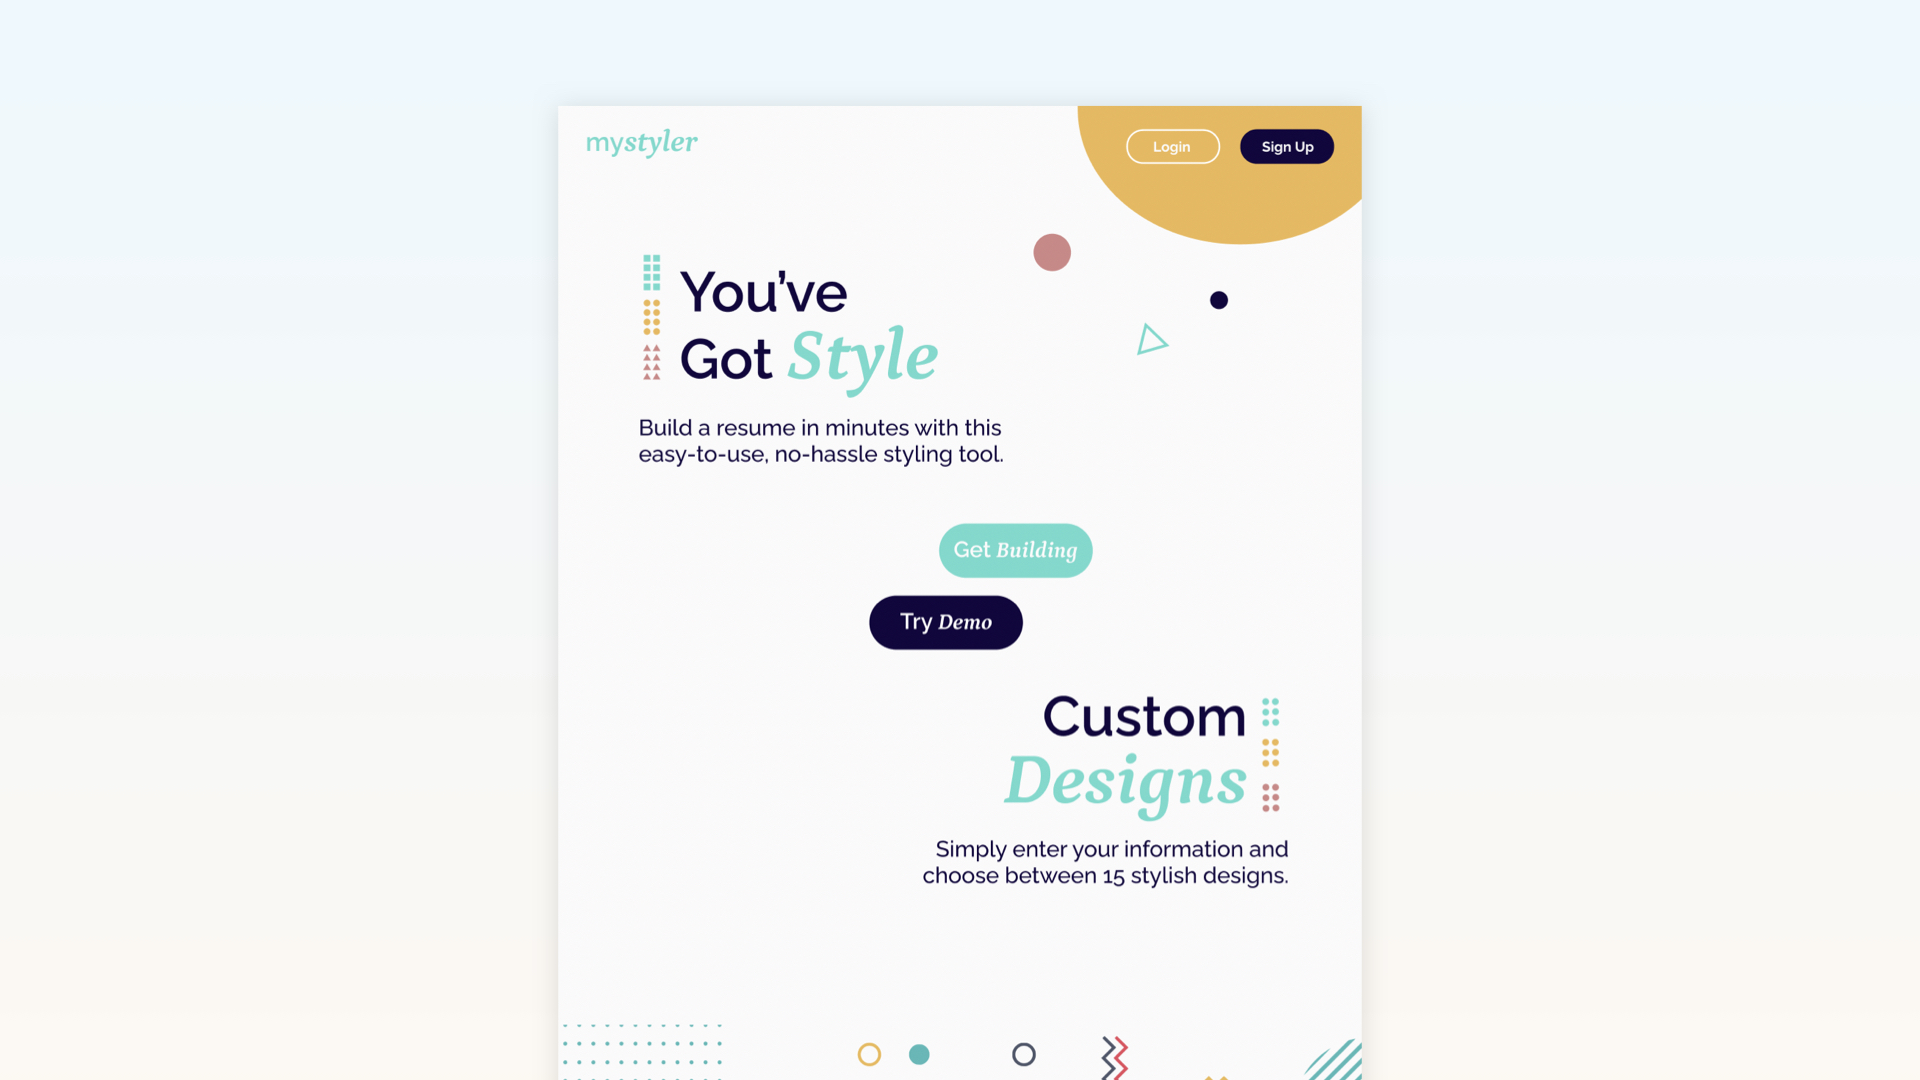 mystyler
Login
Sign Up
You’ve
Got Style
Build a resume in minutes with this
easy-to-use, no-hassle styling tool.
Get Building
Try Demo
Custom
Designs
Simply enter your information and
choose between 15 stylish designs.